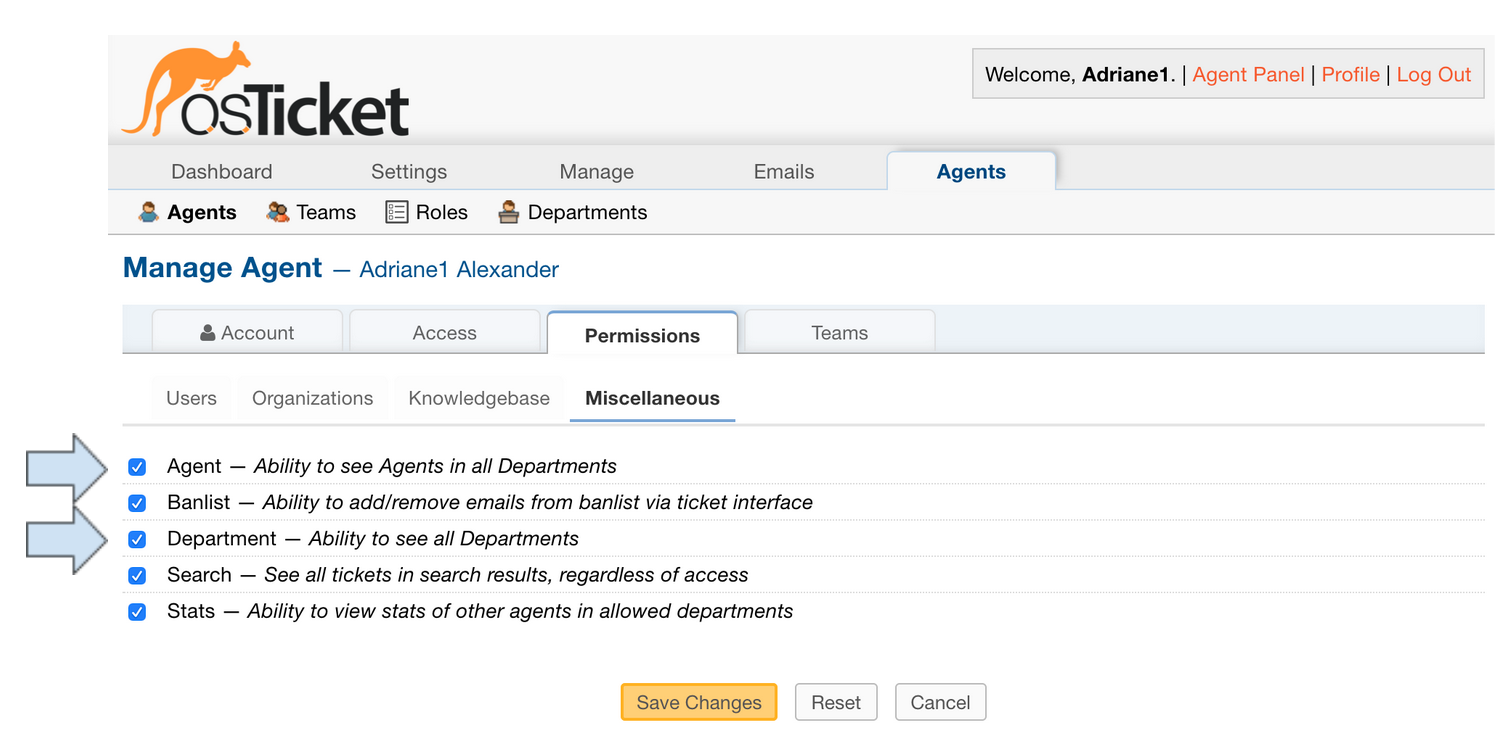 osTicket
Welcome, Adriane1. | Agent Panel | Profile | Log Out
Dashboard Settings Manage Emails Agents
Agents Teams Roles Departments
Manage Agent — Adriane1 Alexander
Account Access Permissions Teams
Users Organizations Knowledgebase Miscellaneous
Agent — Ability to see Agents in all Departments
Banlist — Ability to add/remove emails from banlist via ticket interface
Department — Ability to see all Departments
Search — See all tickets in search results, regardless of access
Stats — Ability to view stats of other agents in allowed departments
Save Changes Reset Cancel